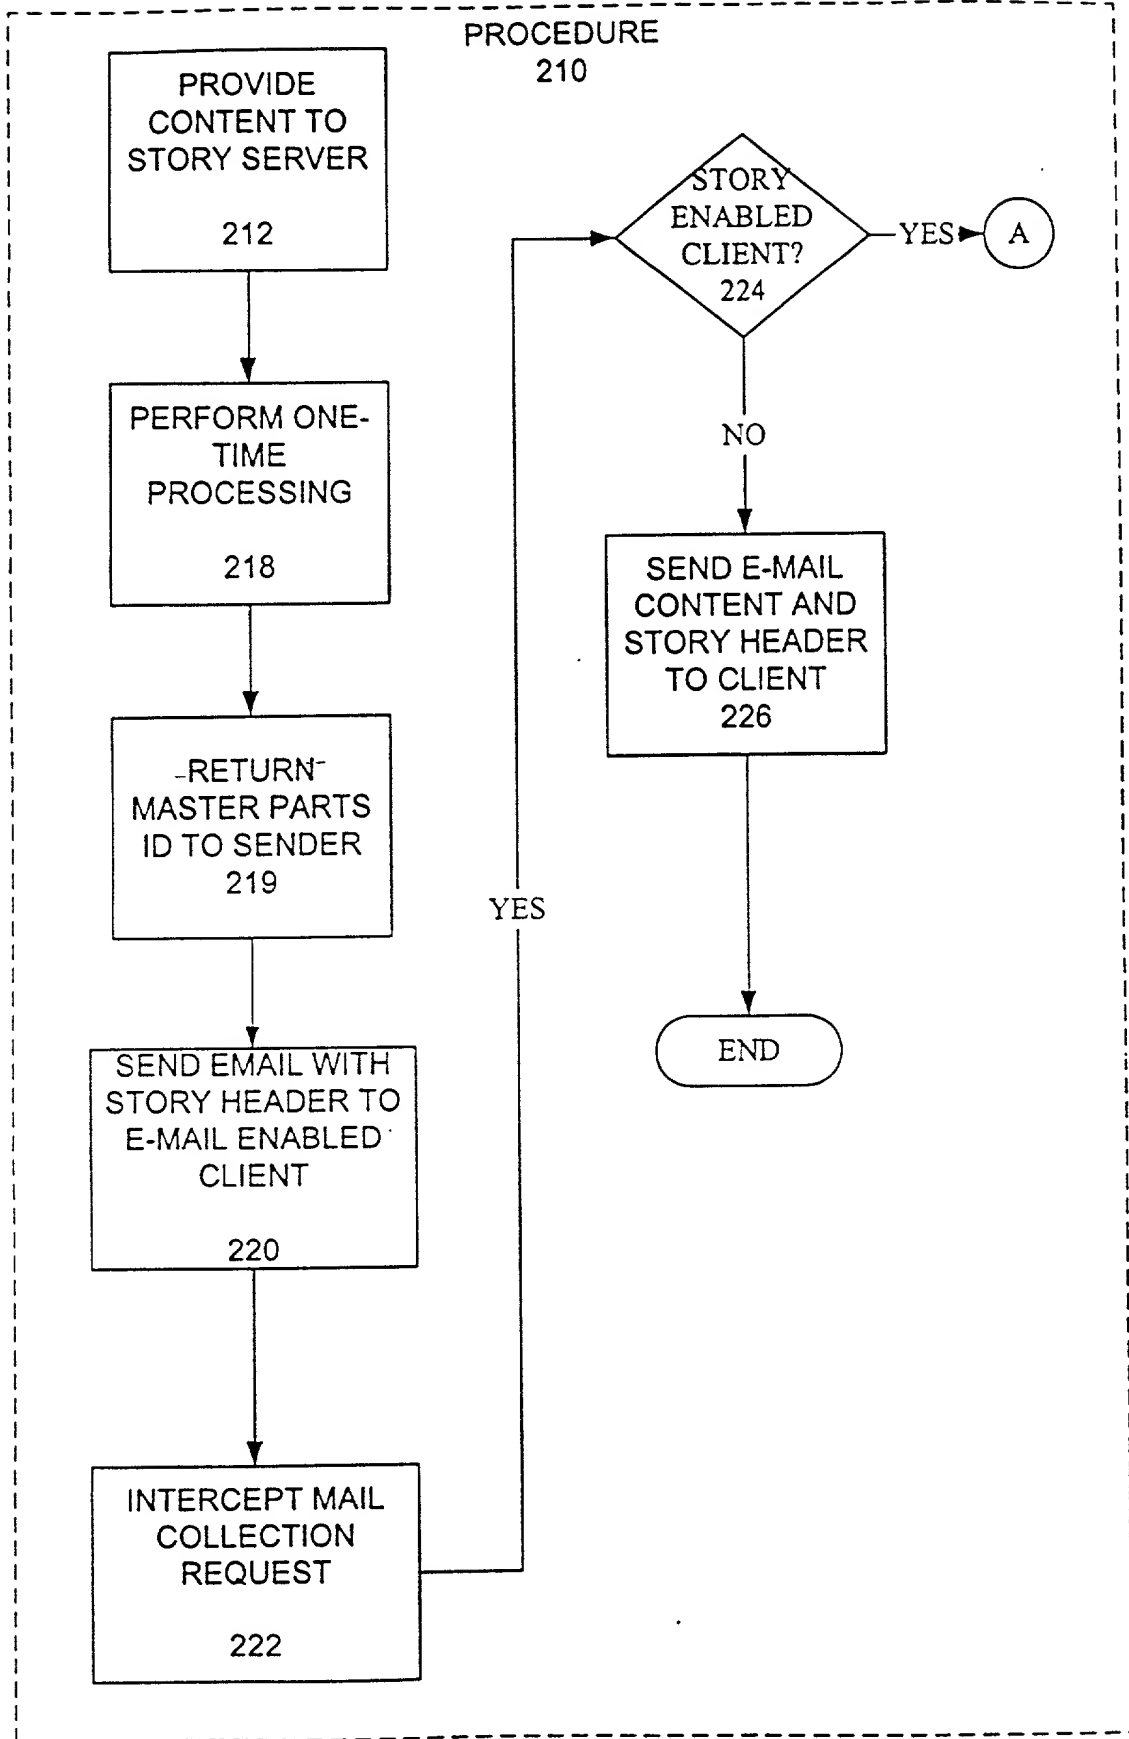 PROCEDURE
210
PROVIDE
CONTENT TO
STORY SERVER
212
PERFORM ONE-
TIME
PROCESSING
218
RETURN
MASTER PARTS
ID TO SENDER
219
SEND EMAIL WITH
STORY HEADER TO
E-MAIL ENABLED
CLIENT
220
INTERCEPT MAIL
COLLECTION
REQUEST
222
YES
STORY
ENABLED
CLIENT?
224
YES
A
NO
SEND E-MAIL
CONTENT AND
STORY HEADER
TO CLIENT
226
END